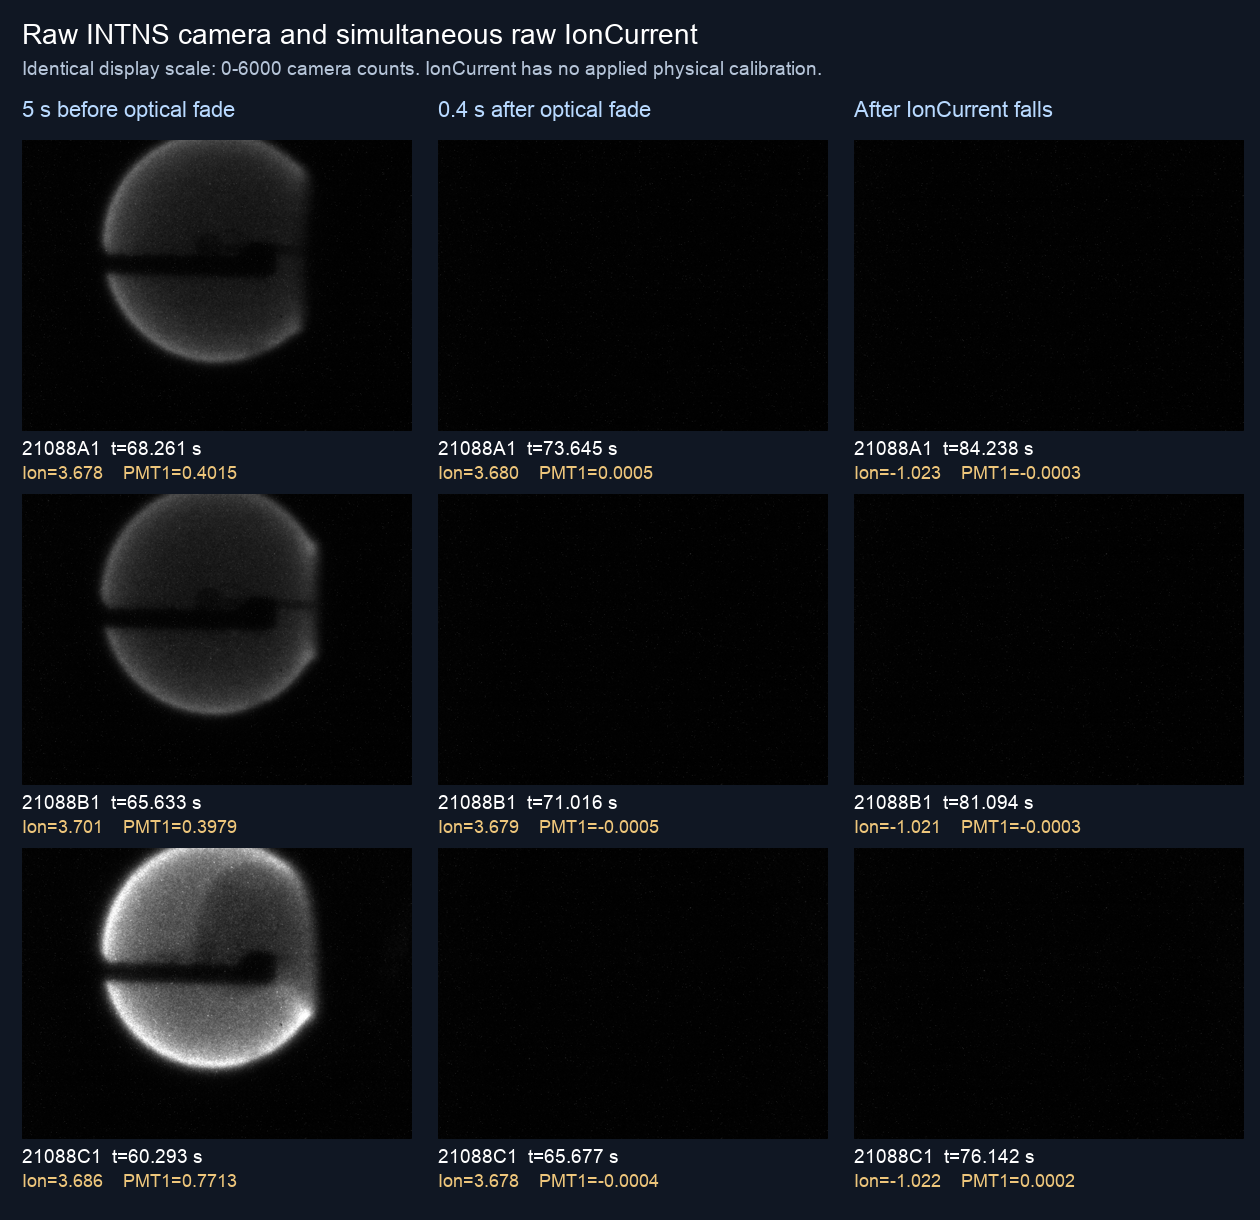 Raw INTNS camera and simultaneous raw IonCurrent
Identical display scale: 0-6000 camera counts. IonCurrent has no applied physical calibration.
5 s before optical fade
0.4 s after optical fade
After IonCurrent falls
21088A1 t=68.261 s
Ion=3.678 PMT1=0.4015
21088A1 t=73.645 s
Ion=3.680 PMT1=0.0005
21088A1 t=84.238 s
Ion=-1.023 PMT1=-0.0003
21088B1 t=65.633 s
Ion=3.701 PMT1=0.3979
21088B1 t=71.016 s
Ion=3.679 PMT1=-0.0005
21088B1 t=81.094 s
Ion=-1.021 PMT1=-0.0003
21088C1 t=60.293 s
Ion=3.686 PMT1=0.7713
21088C1 t=65.677 s
Ion=3.678 PMT1=-0.0004
21088C1 t=76.142 s
Ion=-1.022 PMT1=0.0002